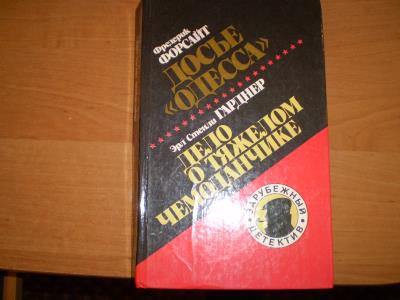 Фредерик
ФОРСАЙТ
ДОСЬЕ
«ОДЕССА»
Эрл Стенли ГАРДНЕР
ДЕЛО
О ТЯЖЕЛОМ
ЧЕМОДАНЧИКЕ
ЗАРУБЕЖНЫЙ
ДЕТЕКТИВ